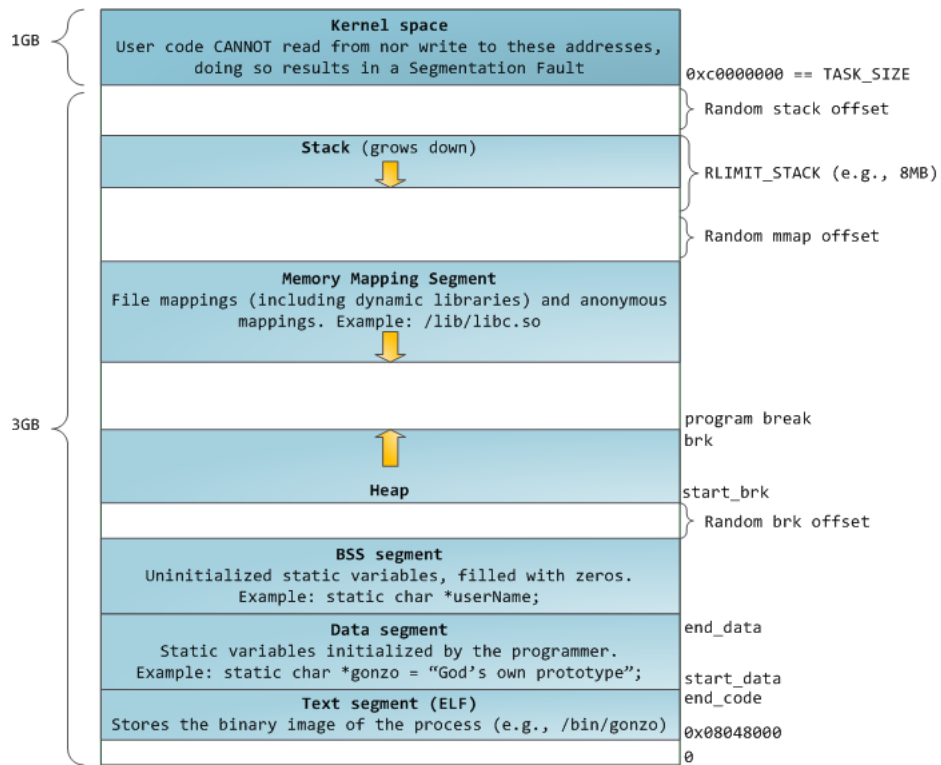 Kernel space
1GB
User code CANNOT read from nor write to these addresses,
doing so results in a Segmentation Fault
0xc0000000 == TASK_SIZE
Random stack offset
Stack (grows down)
RLIMIT_STACK (e.g., 8MB)
Random mmap offset
Memory Mapping Segment
File mappings (including dynamic libraries) and anonymous
mappings. Example: /lib/libc.so
3GB
program break
brk
Heap
start_brk
Random brk offset
BSS segment
Uninitialized static variables, filled with zeros.
Example: static char *userName;
Data segment
end_data
Static variables initialized by the programmer.
Example: static char *gonzo = “God’s own prototype”;
start_data
end_code
Text segment (ELF)
Stores the binary image of the process (e.g., /bin/gonzo)
0x08048000
0